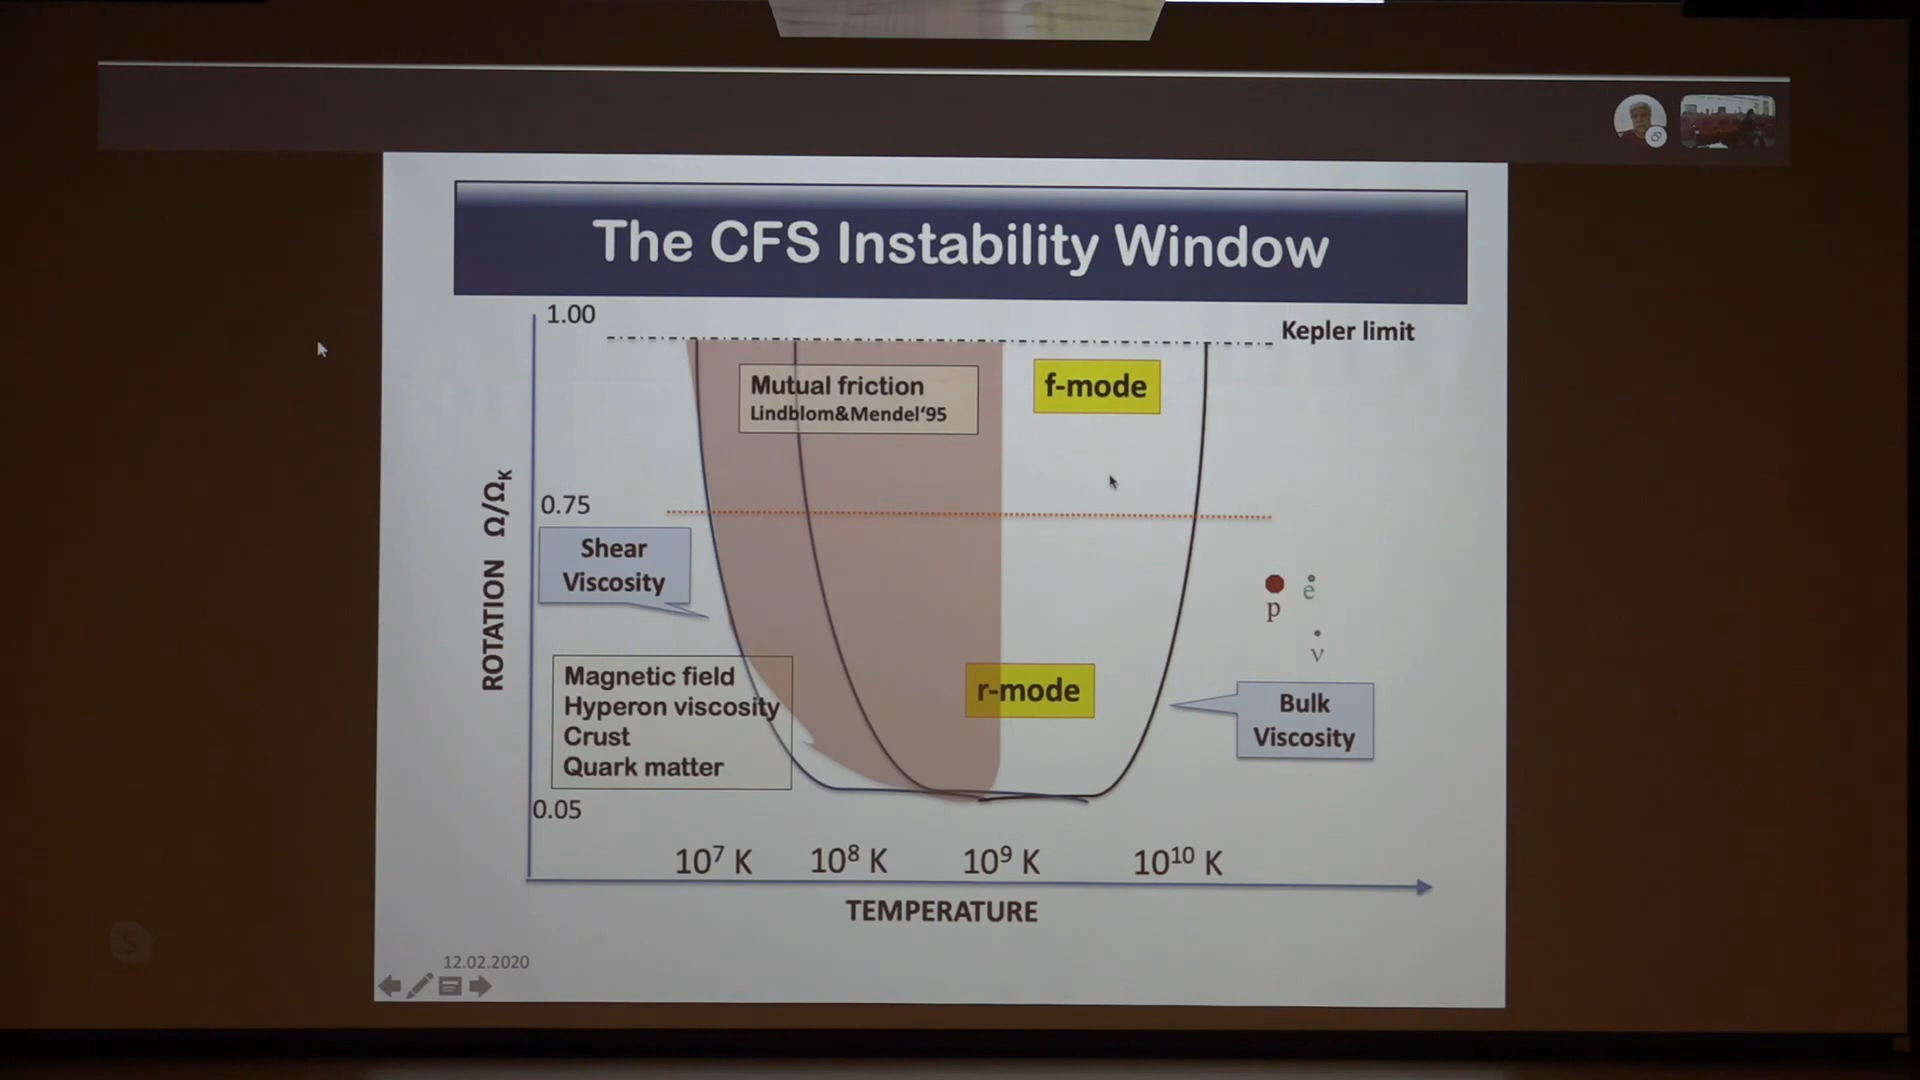 The CFS Instability Window
1.00
Kepler limit
Mutual friction
Lindblom&Mendel‘95
f-mode
ROTATION Ω/Ωᴋ
0.75
Shear
Viscosity
p
e
ν
Magnetic field
Hyperon viscosity
Crust
Quark matter
r-mode
Bulk
Viscosity
0.05
10⁷ K
10⁸ K
10⁹ K
10¹⁰ K
TEMPERATURE
12.02.2020
S